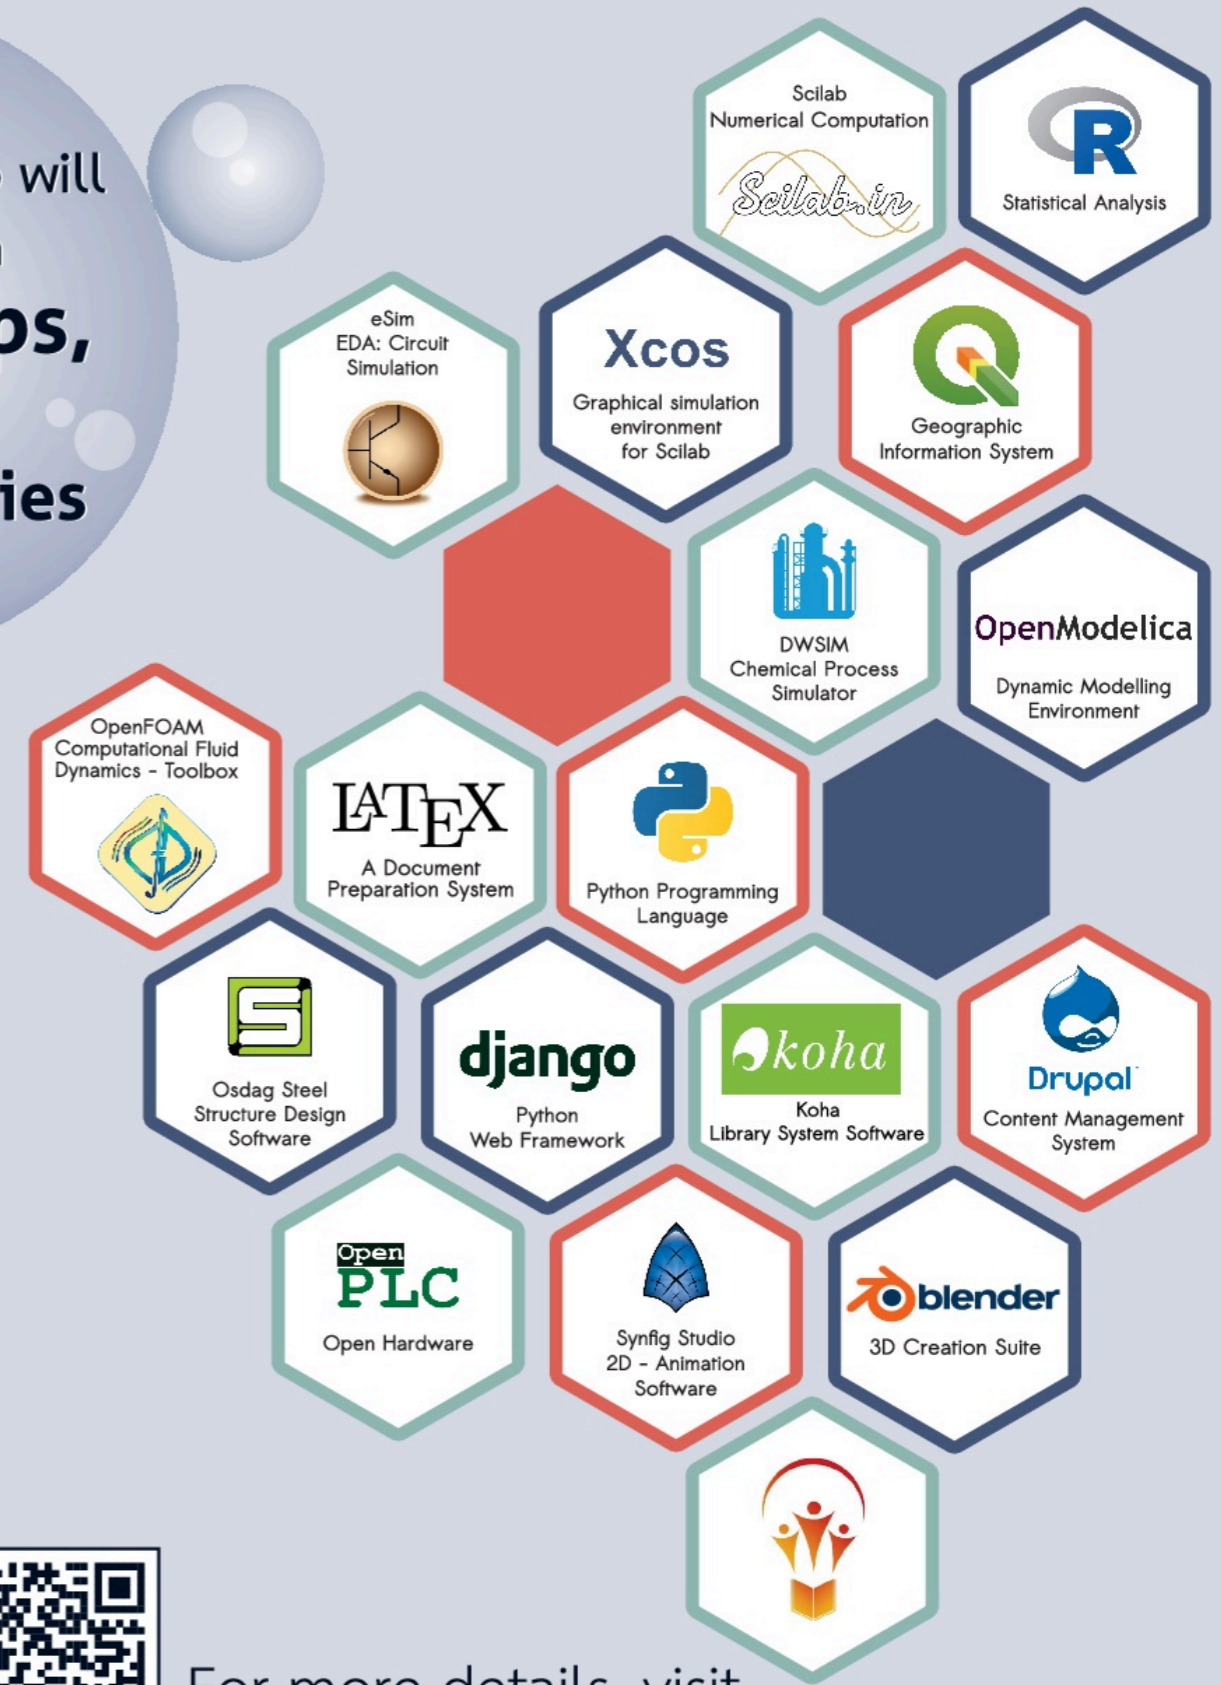 will
Scilab
Numerical Computation
Scilab.in
R
Statistical Analysis
eSim
EDA: Circuit
Simulation
Xcos
Graphical simulation
environment
for Scilab
Geographic
Information System
DWSIM
Chemical Process
Simulator
OpenModelica
Dynamic Modelling
Environment
OpenFOAM
Computational Fluid
Dynamics - Toolbox
LATEX
A Document
Preparation System
Python Programming
Language
Osdag Steel
Structure Design
Software
django
Python
Web Framework
koha
Koha
Library System Software
Drupal
Content Management
System
Open
PLC
Open Hardware
Synfig Studio
2D - Animation
Software
blender
3D Creation Suite
For more details, visit